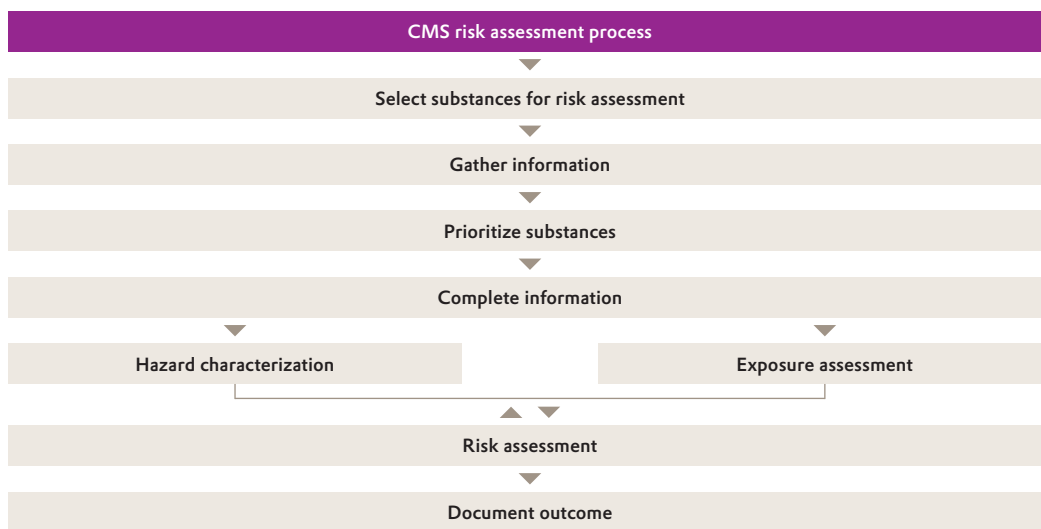 CMS risk assessment process
Select substances for risk assessment
Gather information
Prioritize substances
Complete information
Hazard characterization
Exposure assessment
Risk assessment
Document outcome